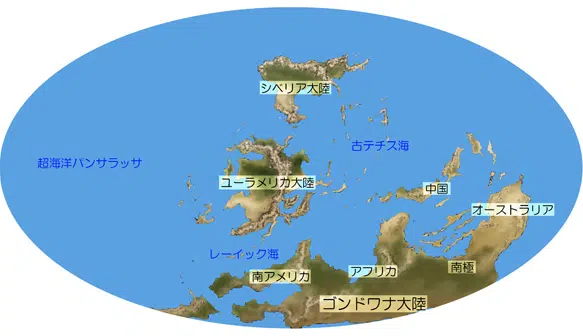 シベリア大陸
古テチス海
超海洋パンサラッサ
ユーラメリカ大陸
中国
オーストラリア
レーイック海
南アメリカ
アフリカ
南極
ゴンドワナ大陸